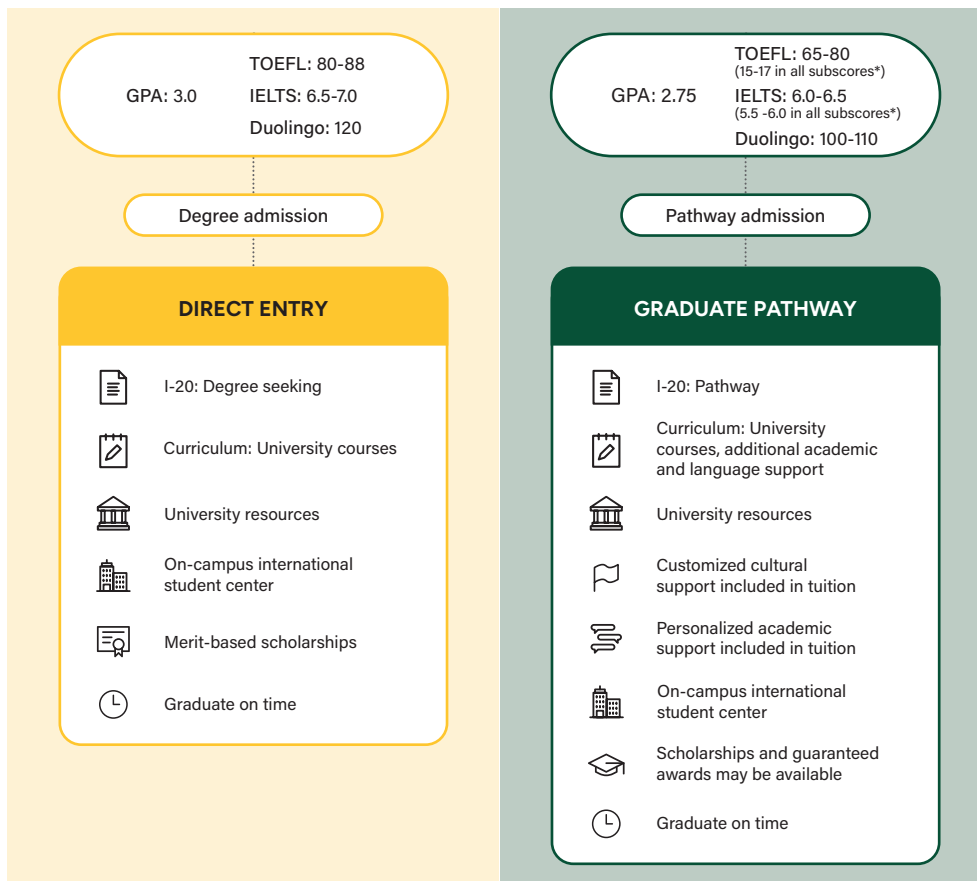 GPA: 3.0
TOEFL: 80-88
IELTS: 6.5-7.0
Duolingo: 120
Degree admission
DIRECT ENTRY
I-20: Degree seeking
Curriculum: University courses
University resources
On-campus international
student center
Merit-based scholarships
Graduate on time
GPA: 2.75
TOEFL: 65-80
(15-17 in all subscores*)
IELTS: 6.0-6.5
(5.5 -6.0 in all subscores*)
Duolingo: 100-110
Pathway admission
GRADUATE PATHWAY
I-20: Pathway
Curriculum: University
courses, additional academic
and language support
University resources
Customized cultural
support included in tuition
Personalized academic
support included in tuition
On-campus international
student center
Scholarships and guaranteed
awards may be available
Graduate on time